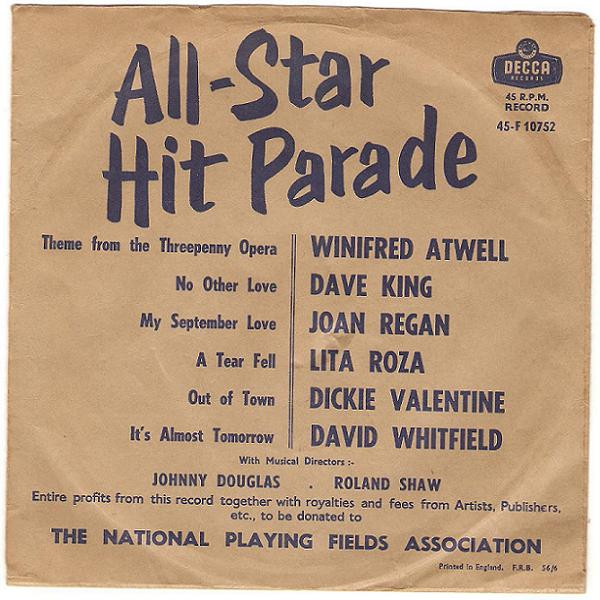 All-Star
Hit Parade
DECCA
RECORDS
45 R.P.M.
RECORD
45-F 10752
Theme from the Threepenny Opera WINIFRED ATWELL
No Other Love DAVE KING
My September Love JOAN REGAN
A Tear Fell LITA ROZA
Out of Town DICKIE VALENTINE
It's Almost Tomorrow DAVID WHITFIELD
With Musical Directors :-
JOHNNY DOUGLAS . ROLAND SHAW
Entire profits from this record together with royalties and fees from Artists, Publishers,
etc., to be donated to
THE NATIONAL PLAYING FIELDS ASSOCIATION
Printed in England. F.R.B. 56/6